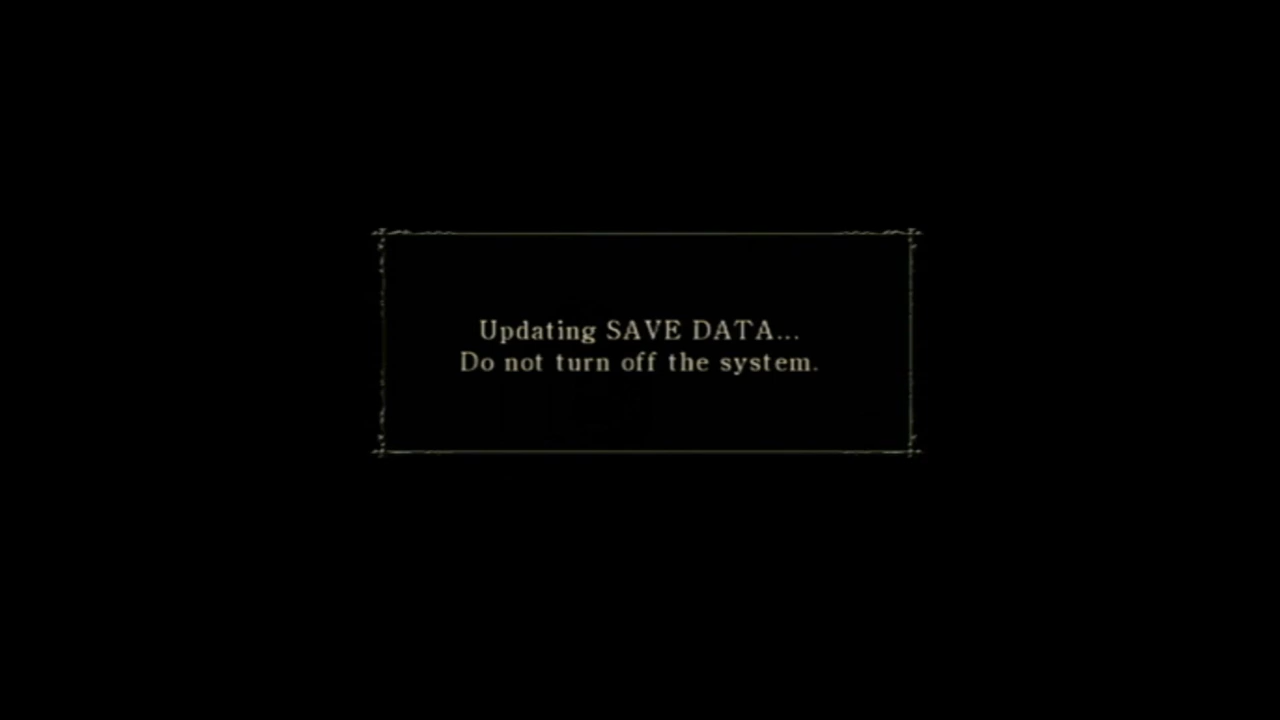 Updating SAVE DATA...
Do not turn off the system.